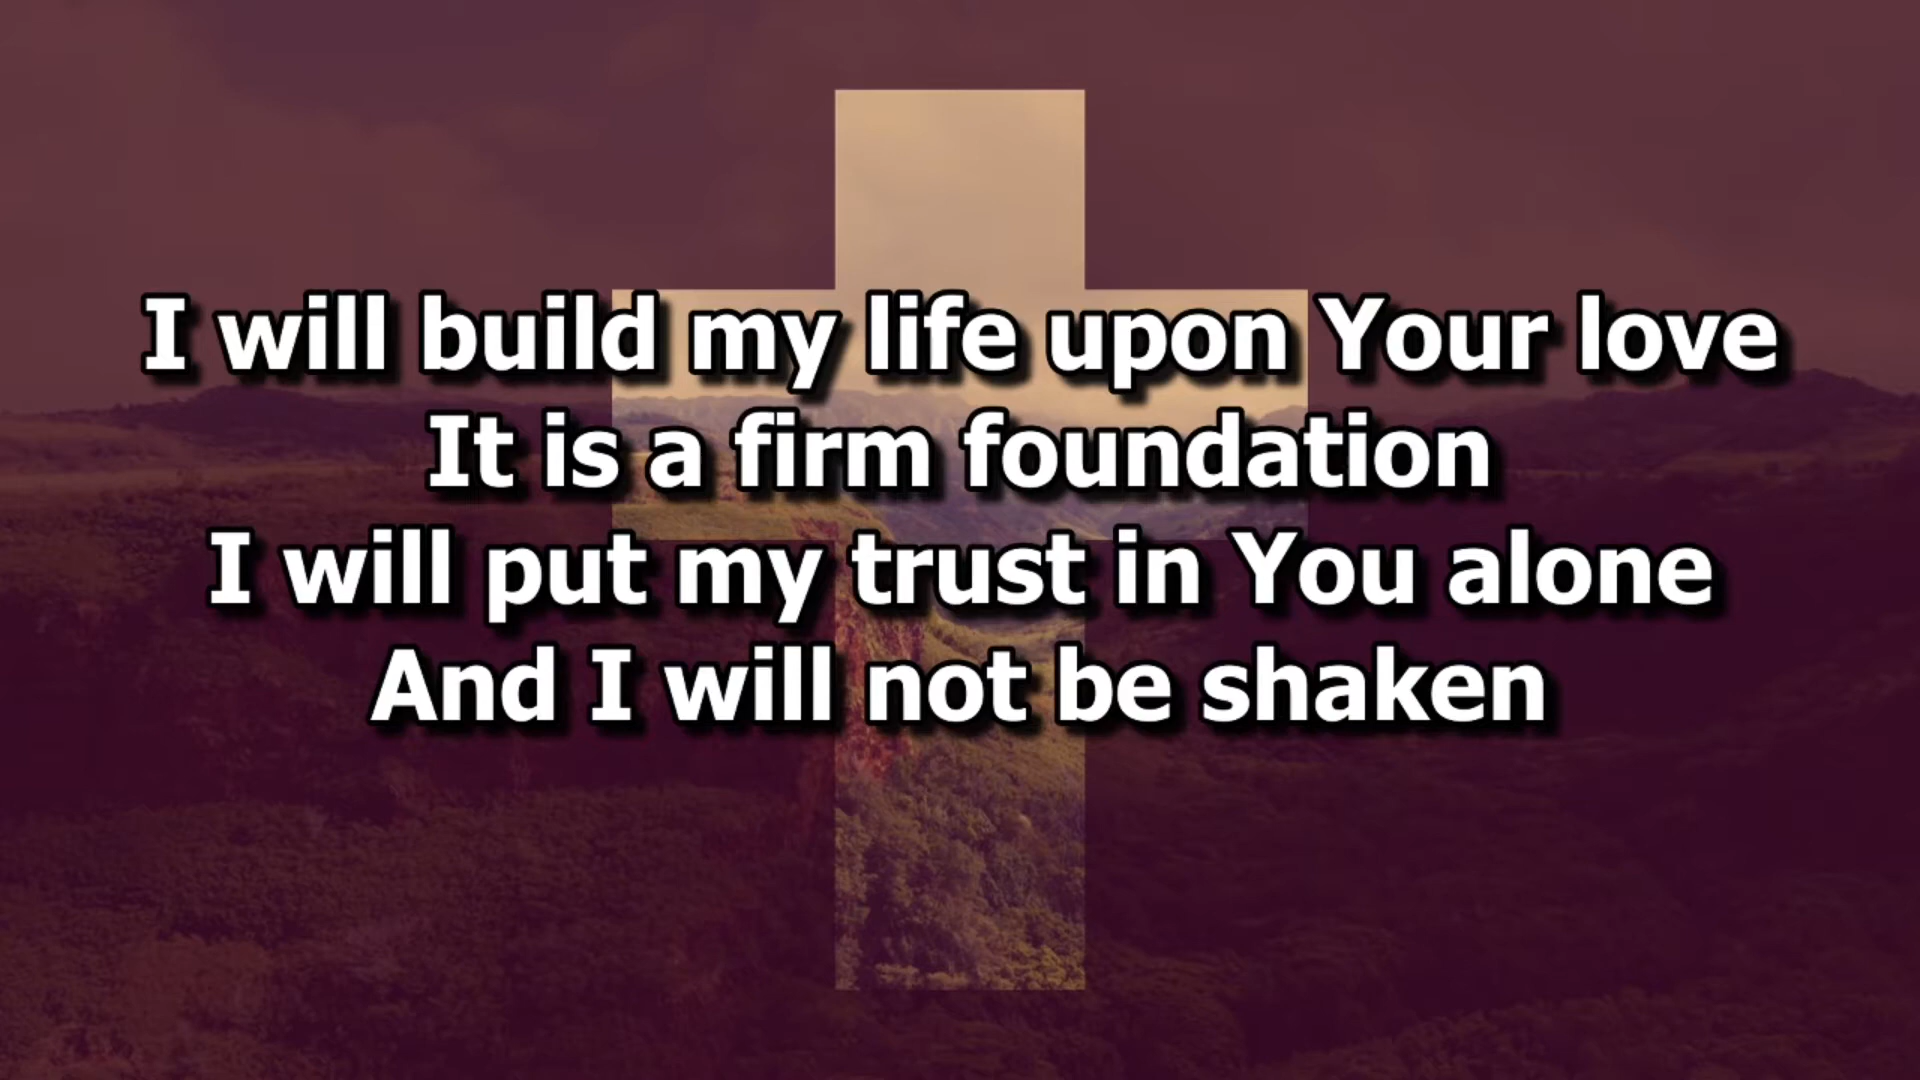 I will build my life upon Your love
It is a firm foundation
I will put my trust in You alone
And I will not be shaken